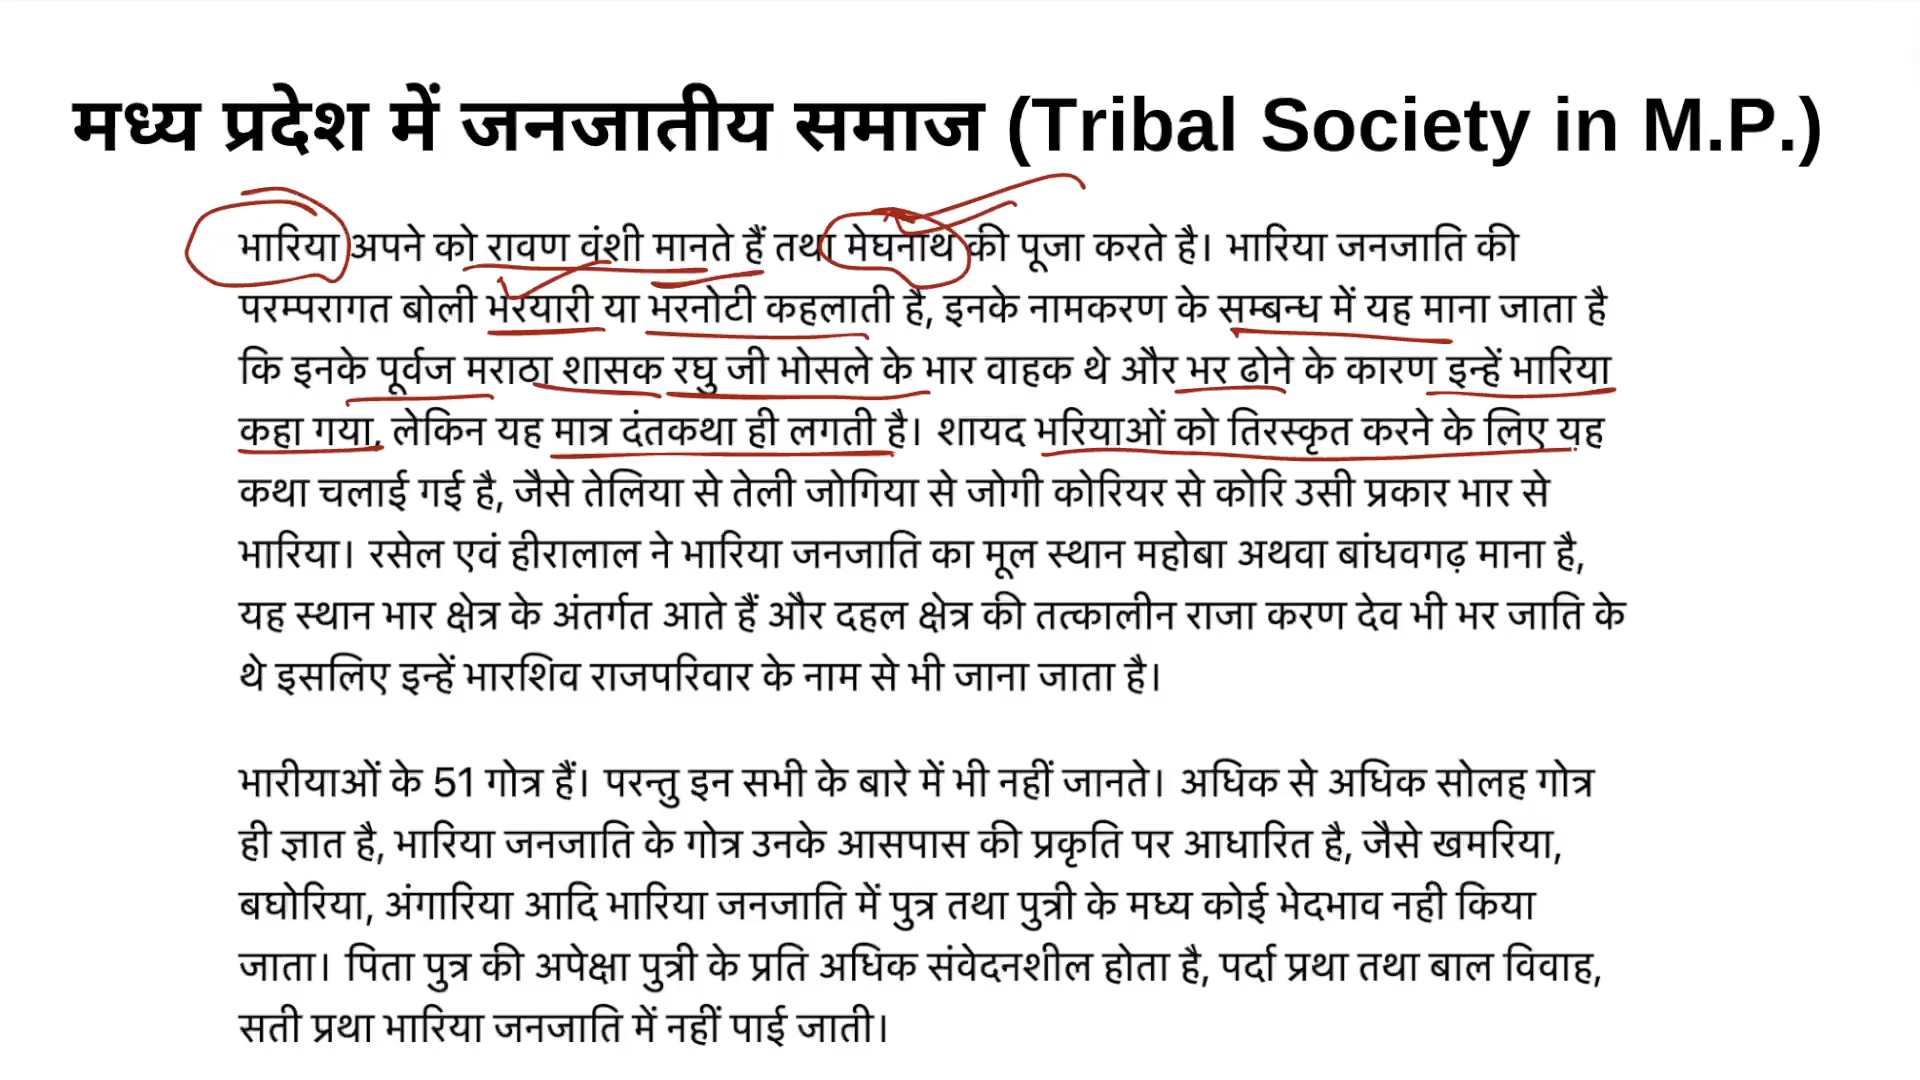 मध्य प्रदेश में जनजातीय समाज (Tribal Society in M.P.)
भारिया अपने को रावण वंशी मानते हैं तथा मेघनाथ की पूजा करते है। भारिया जनजाति की
परम्परागत बोली भरयारी या भरनोटी कहलाती है, इनके नामकरण के सम्बन्ध में यह माना जाता है
कि इनके पूर्वज मराठा शासक रघु जी भोसले के भार वाहक थे और भर ढोने के कारण इन्हें भारिया
कहा गया, लेकिन यह मात्र दंतकथा ही लगती है। शायद भरियाओं को तिरस्कृत करने के लिए यह
कथा चलाई गई है, जैसे तेलिया से तेली जोगिया से जोगी कोरियर से कोरि उसी प्रकार भार से
भारिया। रसेल एवं हीरालाल ने भारिया जनजाति का मूल स्थान महोबा अथवा बांधवगढ़ माना है,
यह स्थान भार क्षेत्र के अंतर्गत आते हैं और दहल क्षेत्र की तत्कालीन राजा करण देव भी भर जाति के
थे इसलिए इन्हें भारशिव राजपरिवार के नाम से भी जाना जाता है।
भारीयाओं के 51 गोत्र हैं। परन्तु इन सभी के बारे में भी नहीं जानते। अधिक से अधिक सोलह गोत्र
ही ज्ञात है, भारिया जनजाति के गोत्र उनके आसपास की प्रकृति पर आधारित है, जैसे खमरिया,
बघोरिया, अंगारिया आदि भारिया जनजाति में पुत्र तथा पुत्री के मध्य कोई भेदभाव नही किया
जाता। पिता पुत्र की अपेक्षा पुत्री के प्रति अधिक संवेदनशील होता है, पर्दा प्रथा तथा बाल विवाह,
सती प्रथा भारिया जनजाति में नहीं पाई जाती।